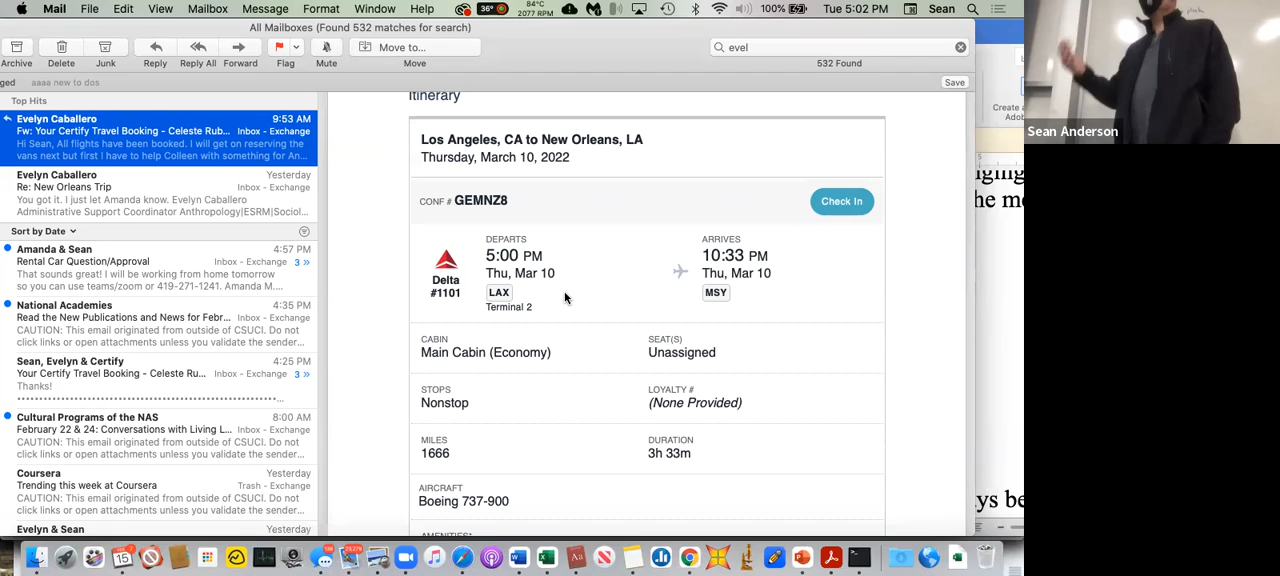 Mail File Edit View Mailbox Message Format Window Help 36° 84°C 2077 RPM 100% Tue 5:02 PM Sean
All Mailboxes (Found 532 matches for search)
Archive Delete Junk Reply Reply All Forward Flag Mute Move to... Move evel 532 Found
ged aaaa new to dos Save
Top Hits
Evelyn Caballero 9:53 AM
Fw: Your Certify Travel Booking - Celeste Rub... Inbox - Exchange
Hi Sean, All flights have been booked. I will get on reserving the
vans next but first I have to help Colleen with something for An...
Evelyn Caballero Yesterday
Re: New Orleans Trip Inbox - Exchange
You got it. I just let Amanda know. Evelyn Caballero
Administrative Support Coordinator Anthropology|ESRM|Sociol...
Sort by Date
Amanda & Sean 4:57 PM
Rental Car Question/Approval Inbox - Exchange 3 »
That sounds great! I will be working from home tomorrow
so you can use teams/zoom or 419-271-1241. Amanda M....
National Academies 4:35 PM
Read the New Publications and News for Febr... Inbox - Exchange
CAUTION: This email originated from outside of CSUCI. Do not
click links or open attachments unless you validate the sender...
Sean, Evelyn & Certify 4:25 PM
Your Certify Travel Booking - Celeste Ru... Inbox - Exchange 3 »
Thanks!
Cultural Programs of the NAS 8:00 AM
February 22 & 24: Conversations with Living L... Inbox - Exchange
CAUTION: This email originated from outside of CSUCI. Do not
click links or open attachments unless you validate the sender...
Coursera Yesterday
Trending this week at Coursera Trash - Exchange
CAUTION: This email originated from outside of CSUCI. Do not
click links or open attachments unless you validate the sender...
Evelyn & Sean Yesterday
Itinerary
Los Angeles, CA to New Orleans, LA
Thursday, March 10, 2022
CONF # GEMNZ8 Check In
DEPARTS ARRIVES
5:00 PM 10:33 PM
Thu, Mar 10 Thu, Mar 10
Delta
#1101
LAX MSY
Terminal 2
CABIN SEAT(S)
Main Cabin (Economy) Unassigned
STOPS LOYALTY #
Nonstop (None Provided)
MILES DURATION
1666 3h 33m
AIRCRAFT
Boeing 737-900
AMENITIES*
Create a
Adob
Sean Anderson
he m
ys be